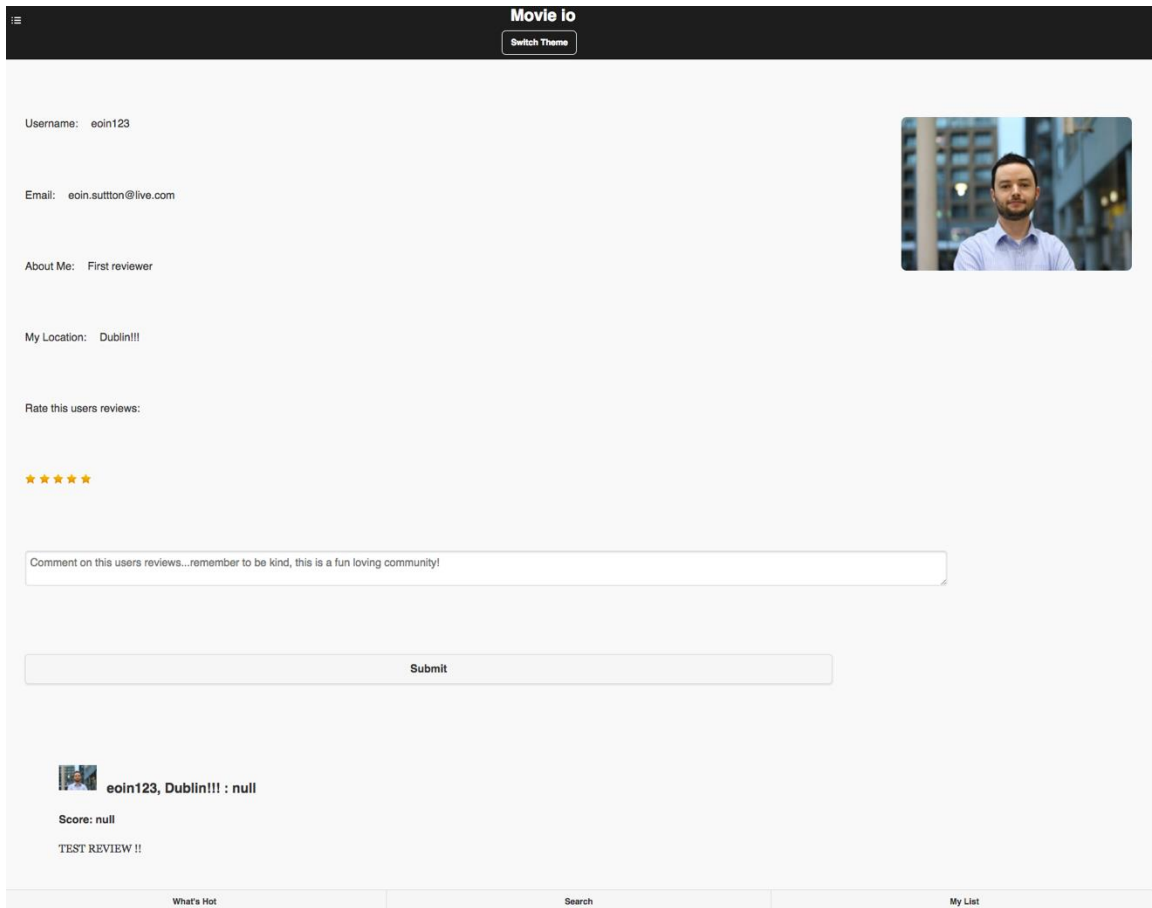 Movie io
Switch Theme
Username: eoin123
Email: eoin.suttton@live.com
About Me: First reviewer
My Location: Dublin!!!
Rate this users reviews:
Comment on this users reviews...remember to be kind, this is a fun loving community!
Submit
eoin123, Dublin!!! : null
Score: null
TEST REVIEW !!
What's Hot Search My List